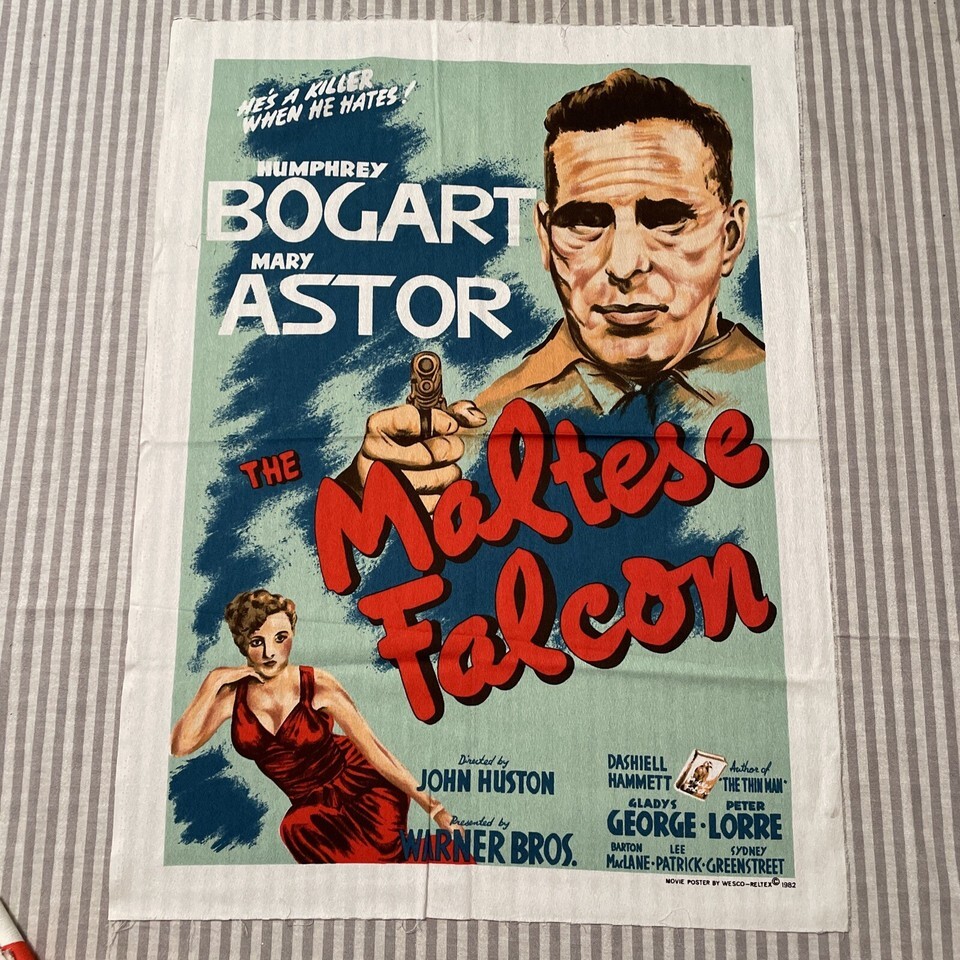 HE'S A KILLER
WHEN HE HATES!
HUMPHREY
BOGART
MARY
ASTOR
THE
Maltese
Falcon
Directed by
JOHN HUSTON
Presented by
WARNER BROS.
DASHIELL
HAMMETT
Author of
"THE THIN MAN"
GLADYS GEORGE • PETER LORRE
BARTON MacLANE • LEE PATRICK • SYDNEY GREENSTREET
MOVIE POSTER BY WESCO-RELTEX © 1982